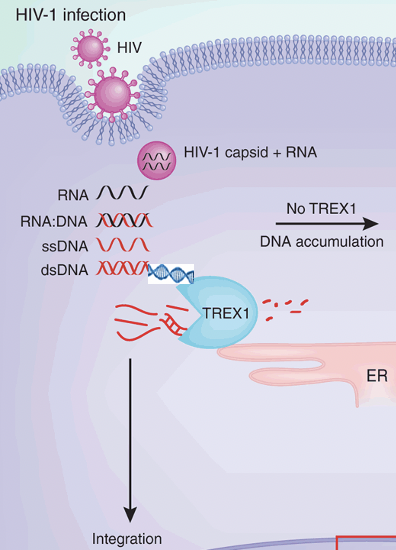 HIV-1 infection
HIV
HIV-1 capsid + RNA
RNA
RNA:DNA
ssDNA
dsDNA
No TREX1
DNA accumulation
TREX1
ER
Integration